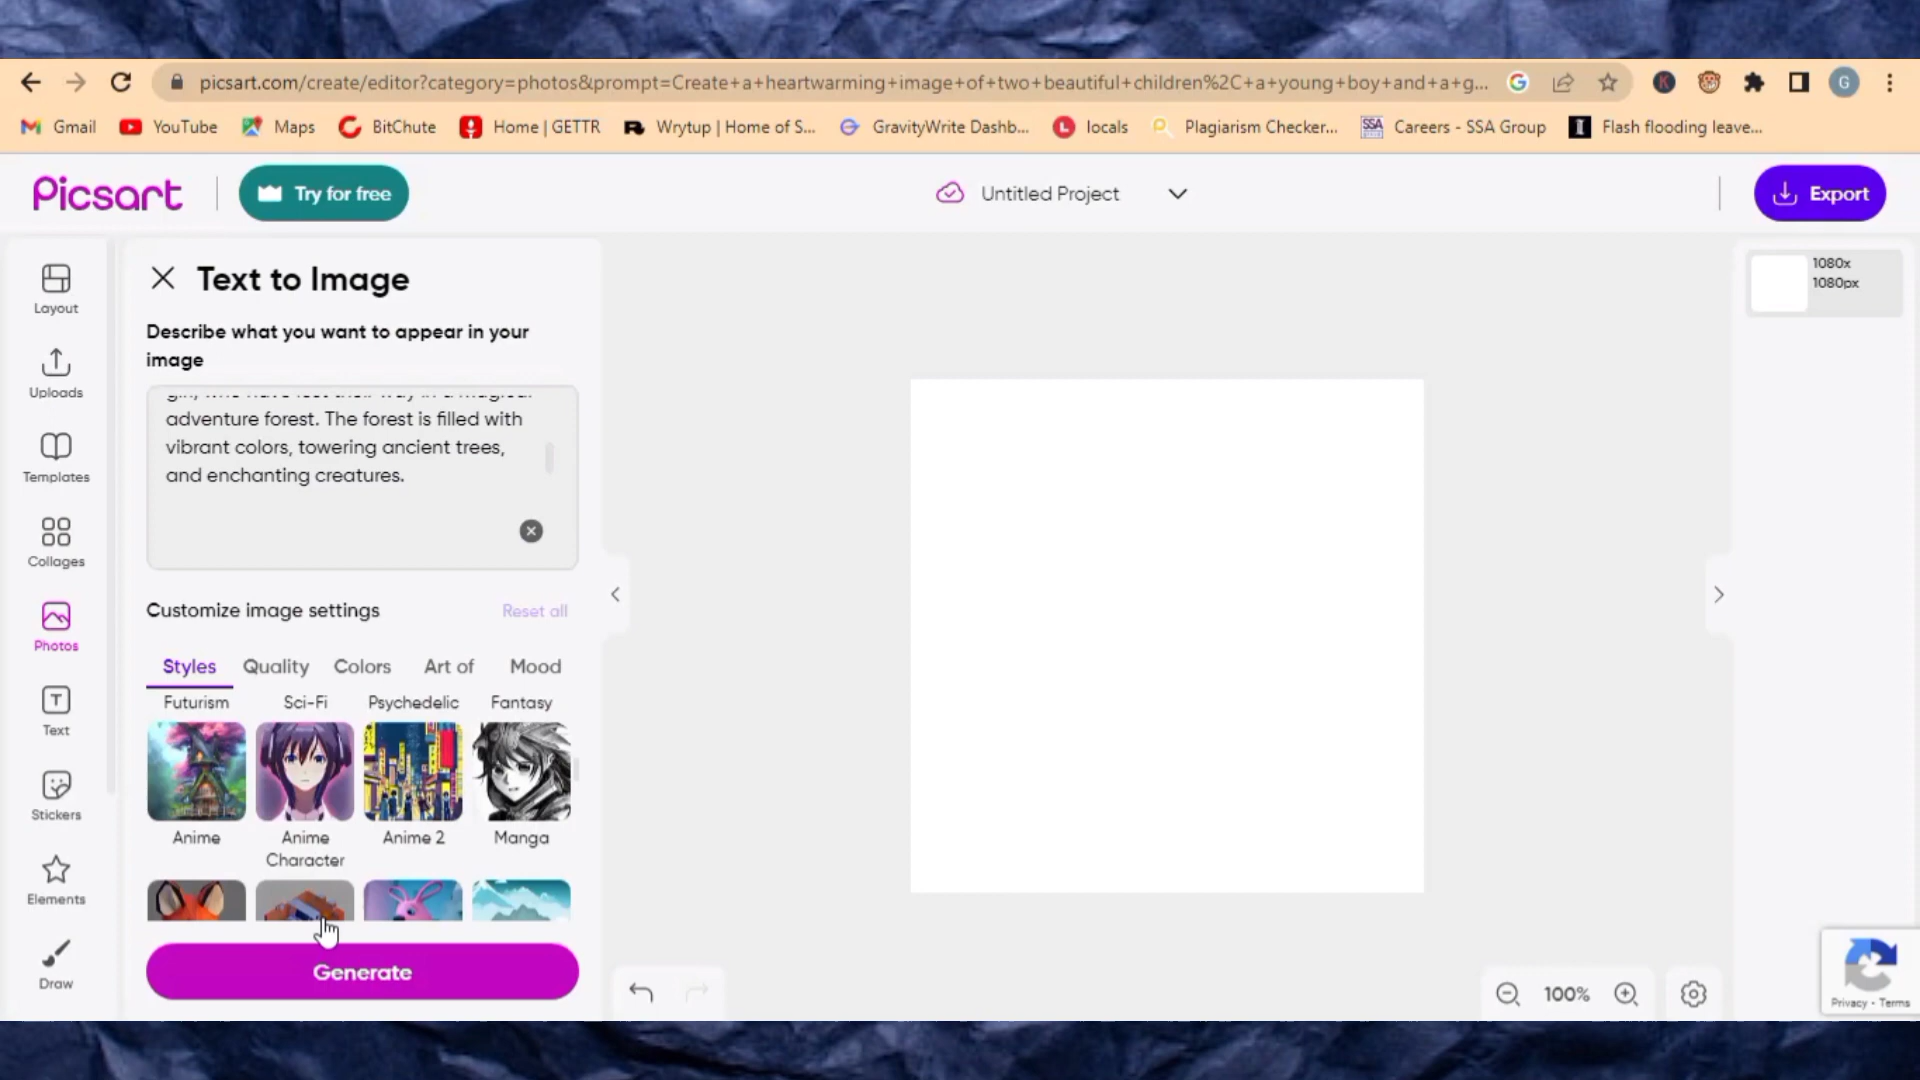 picsart.com/create/editor?category=photos&prompt=Create+a+heartwarming+image+of+two+beautiful+children%2C+a+young+boy+and+a+g...
K
G
Gmail
YouTube
Maps
BitChute
Home | GETTR
Wrytup | Home of S...
GravityWrite Dashb...
locals
Plagiarism Checker...
SSA
Careers - SSA Group
Flash flooding leave...
Picsart
Try for free
Untitled Project
Export
Layout
Uploads
Templates
Collages
Photos
Text
Stickers
Elements
Draw
Text to Image
Describe what you want to appear in your
image
adventure forest. The forest is filled with
vibrant colors, towering ancient trees,
and enchanting creatures.
Customize image settings
Reset all
Styles
Quality
Colors
Art of
Mood
Futurism
Sci-Fi
Psychedelic
Fantasy
Anime
Anime
Character
Anime 2
Manga
Generate
1080x
1080px
100%
Privacy - Terms